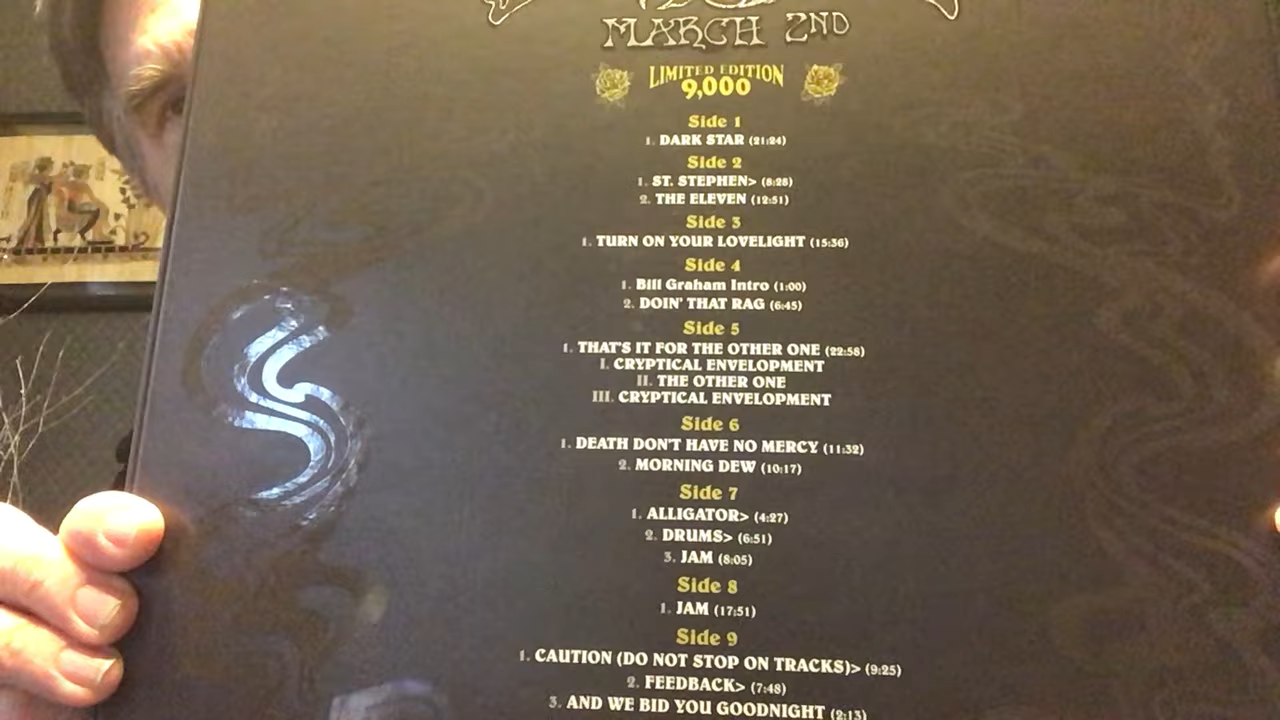 MARCH 2ND
LIMITED EDITION
9,000
Side 1
1. DARK STAR (21:24)
Side 2
1. ST. STEPHEN> (8:28)
2. THE ELEVEN (12:51)
Side 3
1. TURN ON YOUR LOVELIGHT (15:36)
Side 4
1. Bill Graham Intro (1:00)
2. DOIN' THAT RAG (6:45)
Side 5
1. THAT'S IT FOR THE OTHER ONE (22:58)
I. CRYPTICAL ENVELOPMENT
II. THE OTHER ONE
III. CRYPTICAL ENVELOPMENT
Side 6
1. DEATH DON'T HAVE NO MERCY (11:32)
2. MORNING DEW (10:17)
Side 7
1. ALLIGATOR> (4:27)
2. DRUMS> (6:51)
3. JAM (8:05)
Side 8
1. JAM (17:51)
Side 9
1. CAUTION (DO NOT STOP ON TRACKS)> (9:25)
2. FEEDBACK> (7:48)
3. AND WE BID YOU GOODNIGHT (2:13)